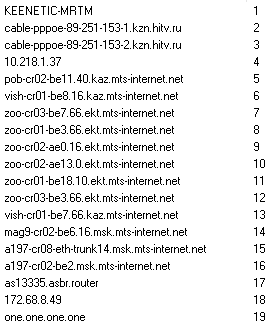 KEENETIC-MRTM 1
cable-pppoe-89-251-153-1.kzn.hitv.ru 2
cable-pppoe-89-251-153-2.kzn.hitv.ru 3
10.218.1.37 4
pob-cr02-be11.40.kaz.mts-internet.net 5
vish-cr01-be8.16.kaz.mts-internet.net 6
zoo-cr03-be7.66.ekt.mts-internet.net 7
zoo-cr01-be3.66.ekt.mts-internet.net 8
zoo-cr02-ae0.16.ekt.mts-internet.net 9
zoo-cr02-ae13.0.ekt.mts-internet.net 10
zoo-cr01-be18.10.ekt.mts-internet.net 11
zoo-cr03-be3.66.ekt.mts-internet.net 12
vish-cr01-be7.66.kaz.mts-internet.net 13
mag9-cr02-be6.16.msk.mts-internet.net 14
a197-cr08-eth-trunk14.msk.mts-internet.net 15
a197-cr02-be2.msk.mts-internet.net 16
as13335.asbr.router 17
172.68.8.49 18
one.one.one.one 19